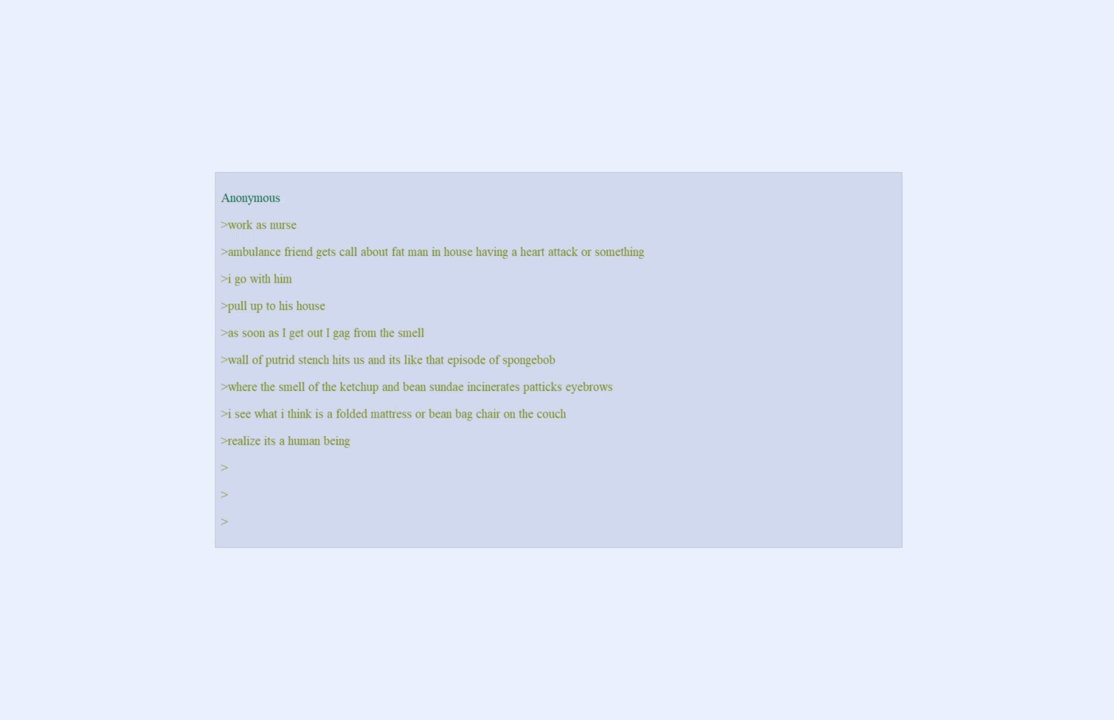 Anonymous
>work as nurse
>ambulance friend gets call about fat man in house having a heart attack or something
>i go with him
>pull up to his house
>as soon as I get out I gag from the smell
>wall of putrid stench hits us and its like that episode of spongebob
>where the smell of the ketchup and bean sundae incinerates patticks eyebrows
>i see what i think is a folded mattress or bean bag chair on the couch
>realize its a human being
>
>
>